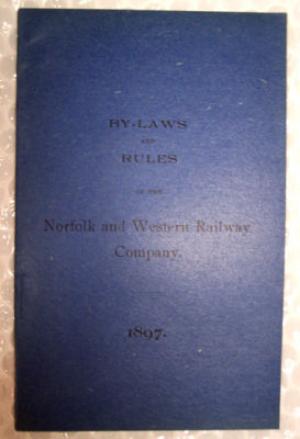 BY-LAWS
AND
RULES
OF THE
Norfolk and Western Railway
Company.
1897.